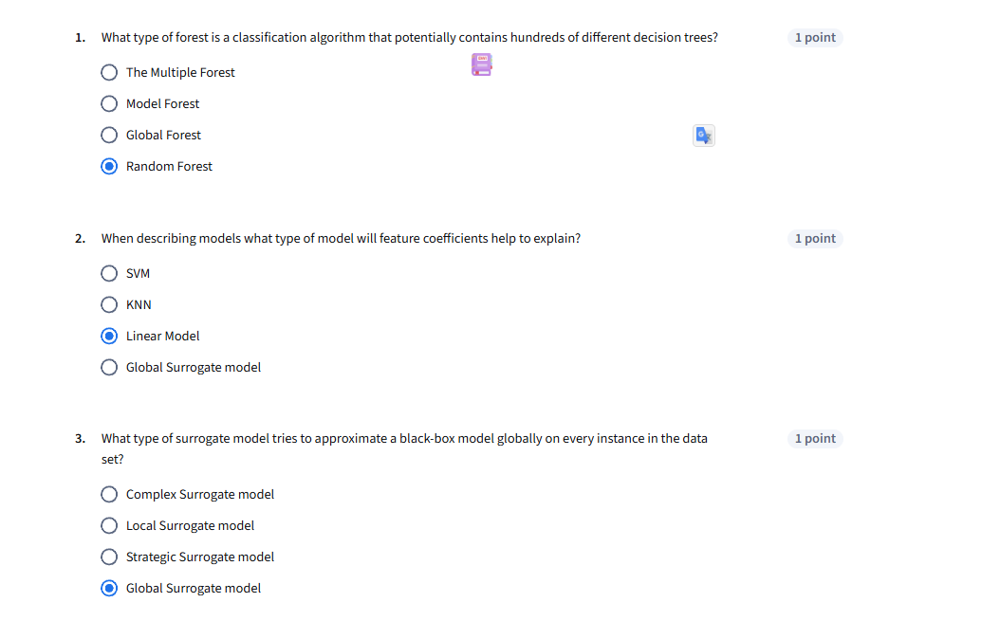 1. What type of forest is a classification algorithm that potentially contains hundreds of different decision trees? 1 point
The Multiple Forest
Model Forest
Global Forest
Random Forest
2. When describing models what type of model will feature coefficients help to explain? 1 point
SVM
KNN
Linear Model
Global Surrogate model
3. What type of surrogate model tries to approximate a black-box model globally on every instance in the data 1 point
set?
Complex Surrogate model
Local Surrogate model
Strategic Surrogate model
Global Surrogate model